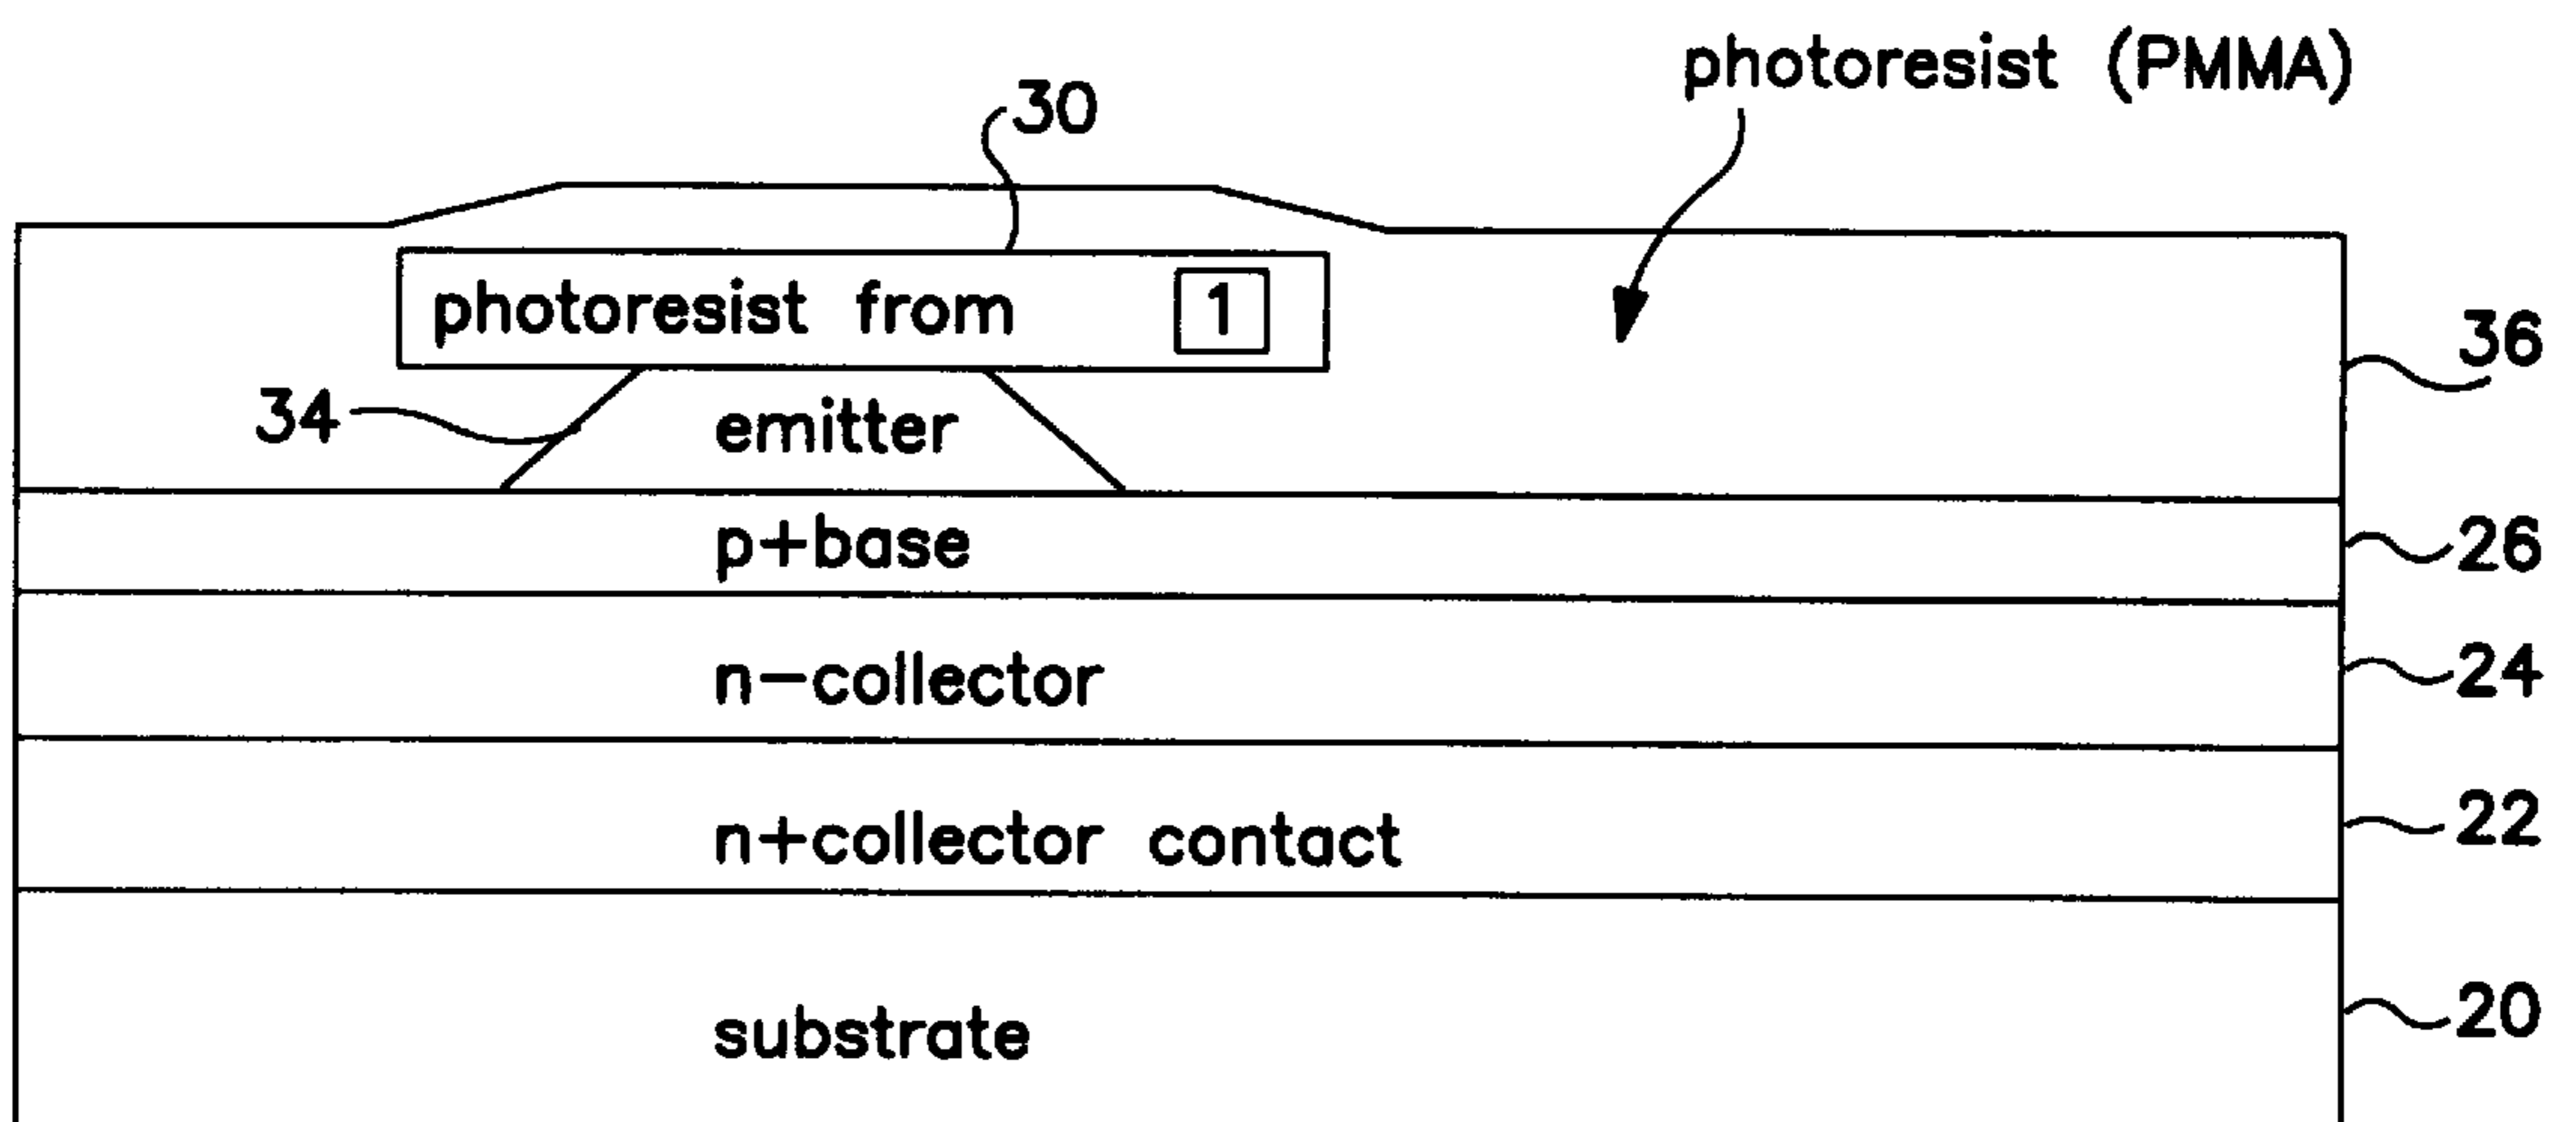 photoresist (PMMA)
30
photoresist from 1
36
34
emitter
p+base
26
n-collector
24
n+collector contact
22
substrate
20